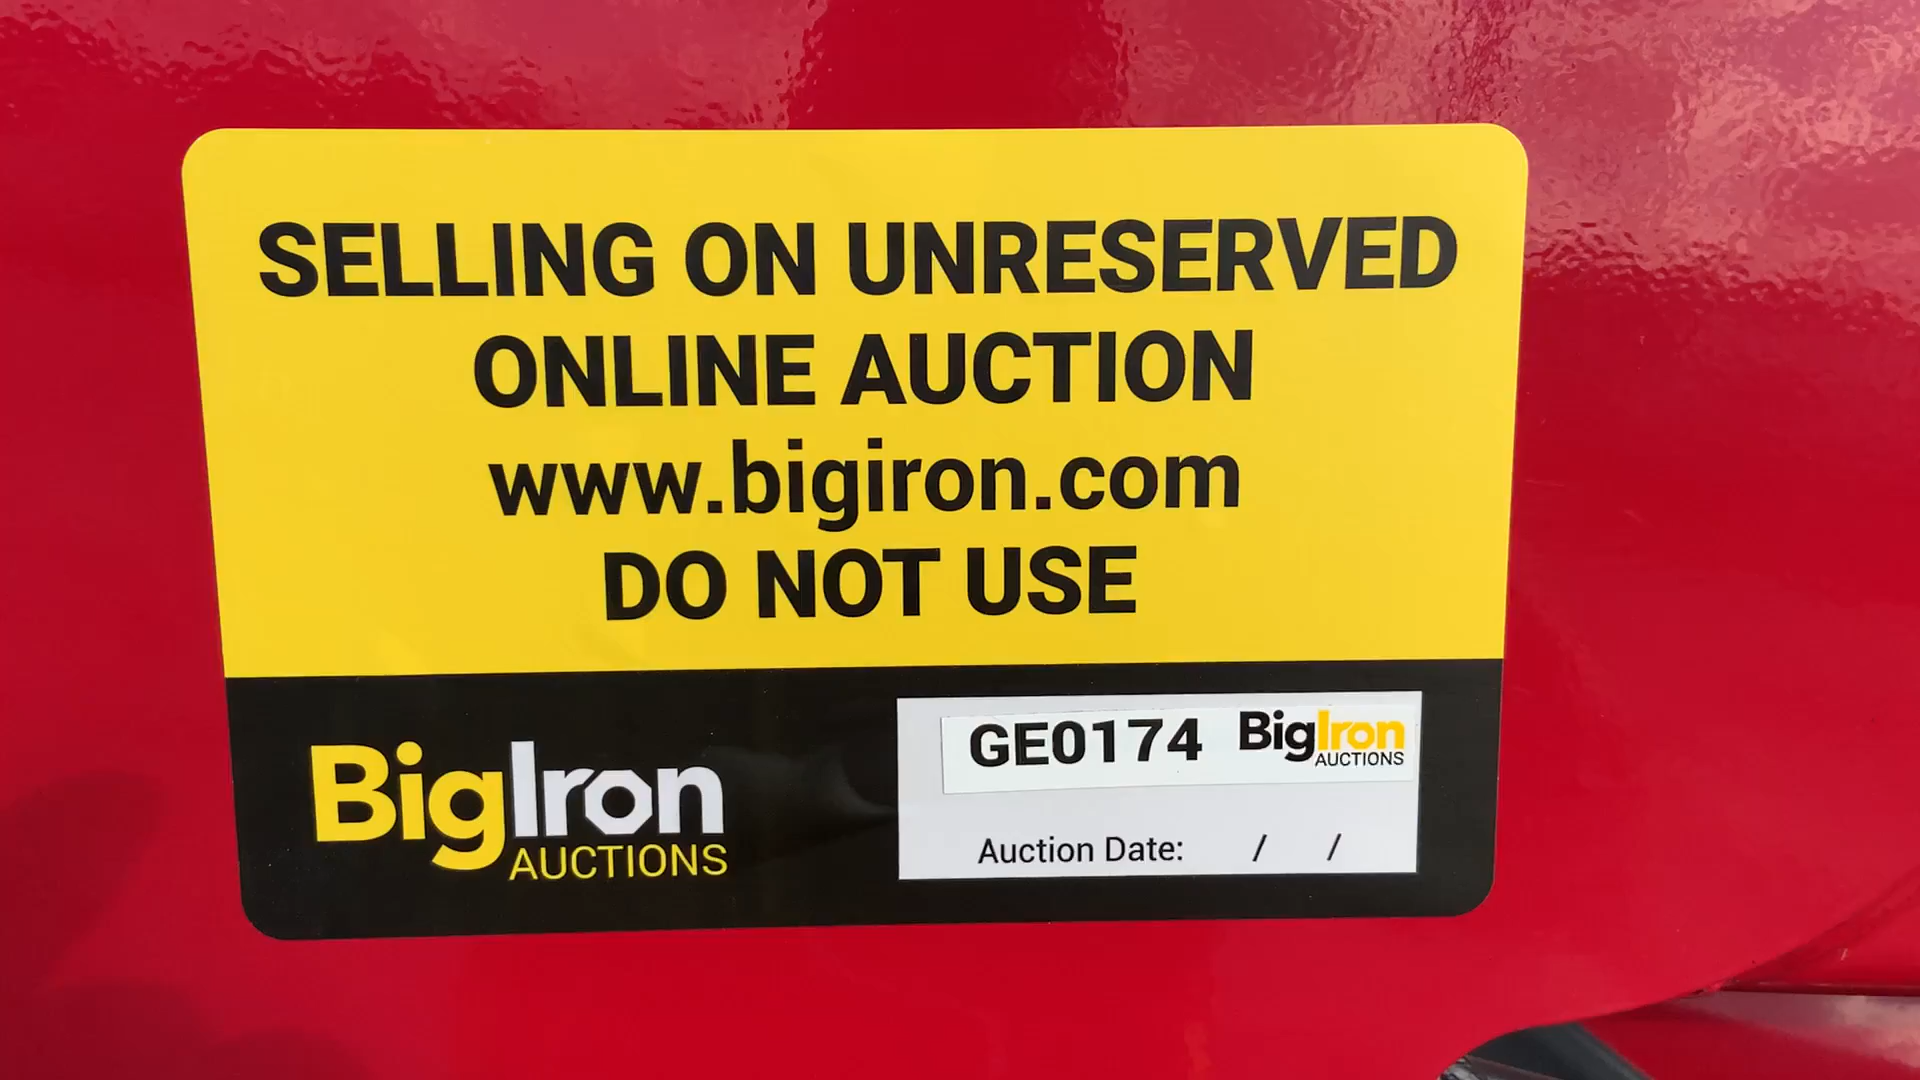 SELLING ON UNRESERVED
ONLINE AUCTION
www.bigiron.com
DO NOT USE
BigIron
AUCTIONS
GE0174 BigIron
AUCTIONS
Auction Date: / /